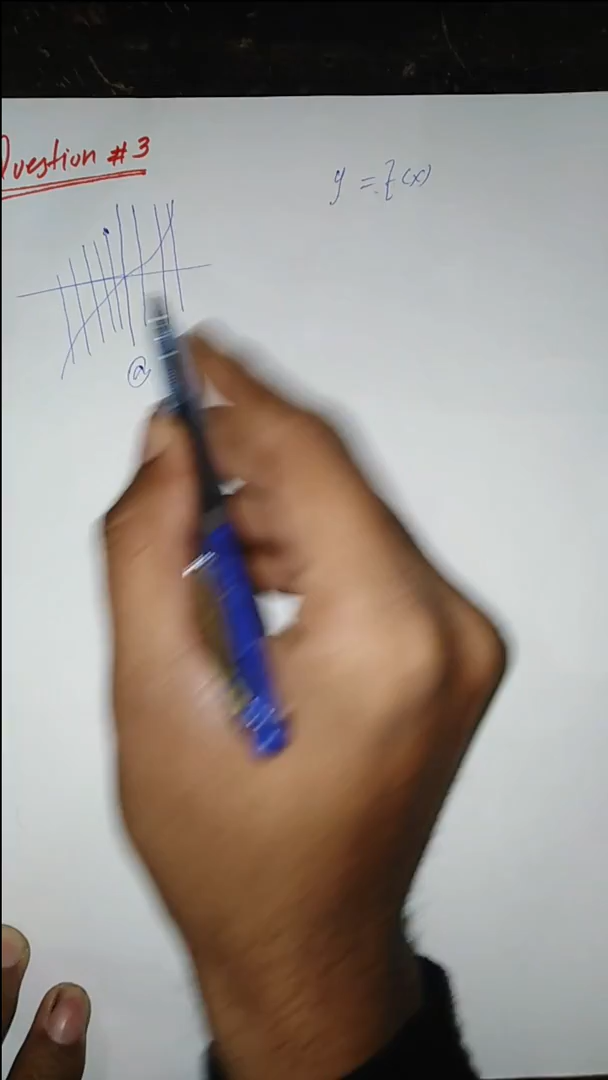 Question #3
y = f(x)
a